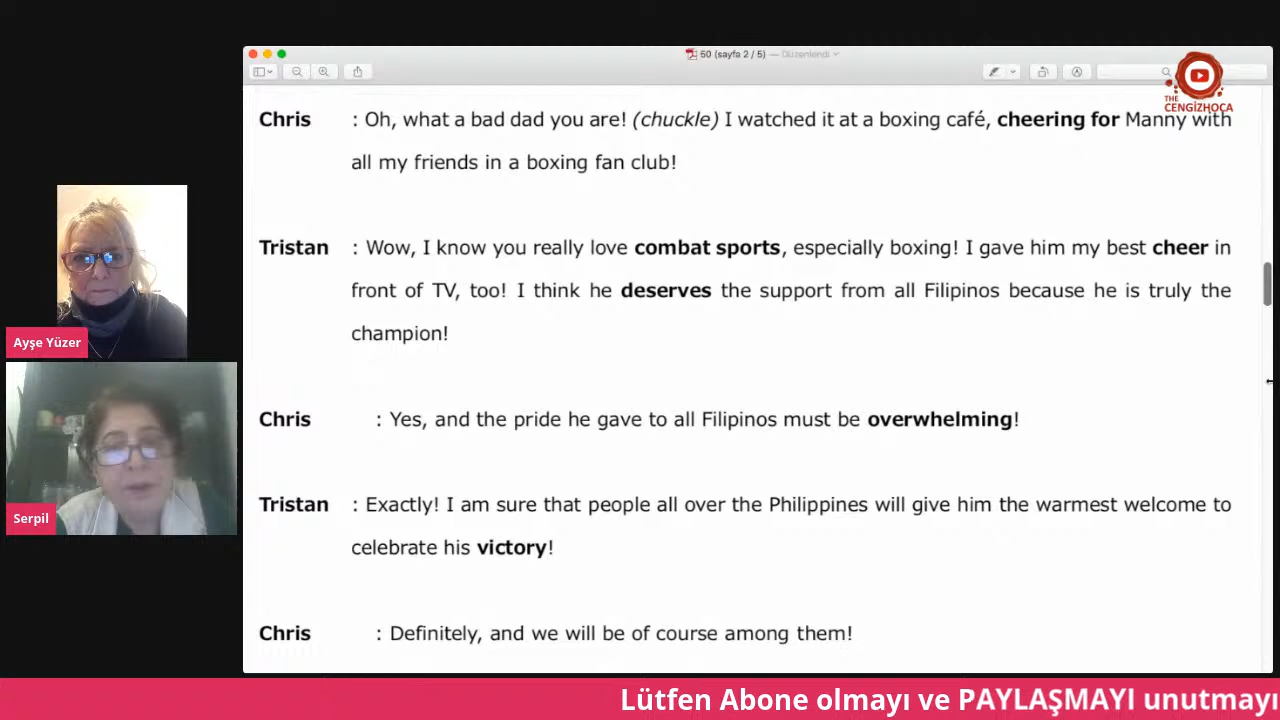 50 (sayfa 2 / 5) — Düzenlendi
THE CENGİZHOCA
Chris : Oh, what a bad dad you are! (chuckle) I watched it at a boxing café, cheering for Manny with
all my friends in a boxing fan club!
Tristan : Wow, I know you really love combat sports, especially boxing! I gave him my best cheer in
front of TV, too! I think he deserves the support from all Filipinos because he is truly the
champion!
Chris : Yes, and the pride he gave to all Filipinos must be overwhelming!
Tristan : Exactly! I am sure that people all over the Philippines will give him the warmest welcome to
celebrate his victory!
Chris : Definitely, and we will be of course among them!
Ayşe Yüzer
Serpil
Lütfen Abone olmayı ve PAYLAŞMAYI unutmayı